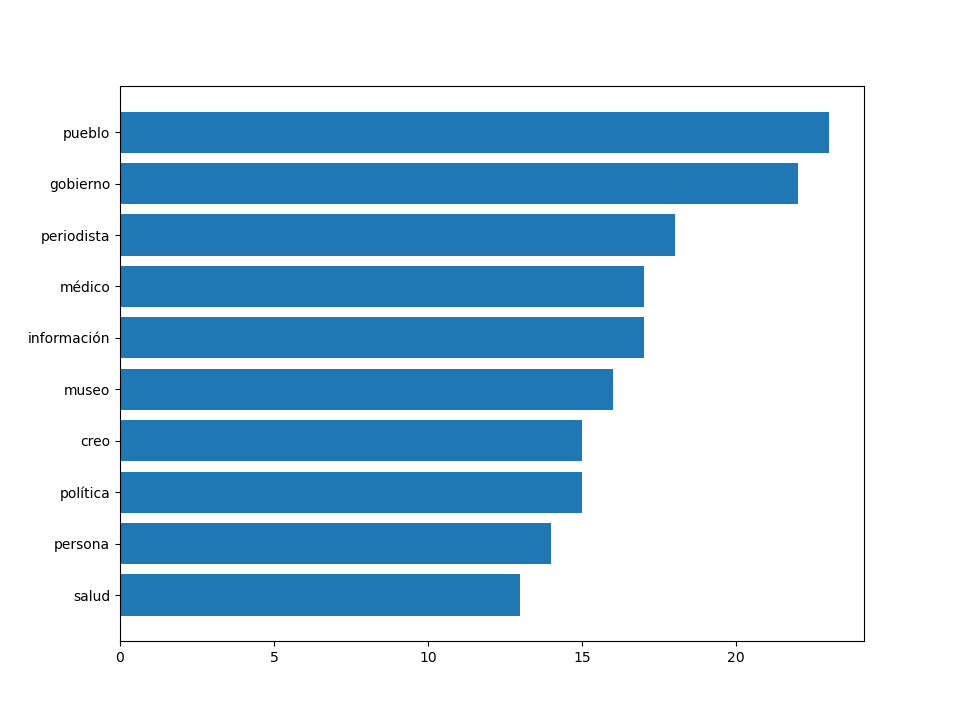 pueblo
gobierno
periodista
médico
información
museo
creo
política
persona
salud
0 5 10 15 20